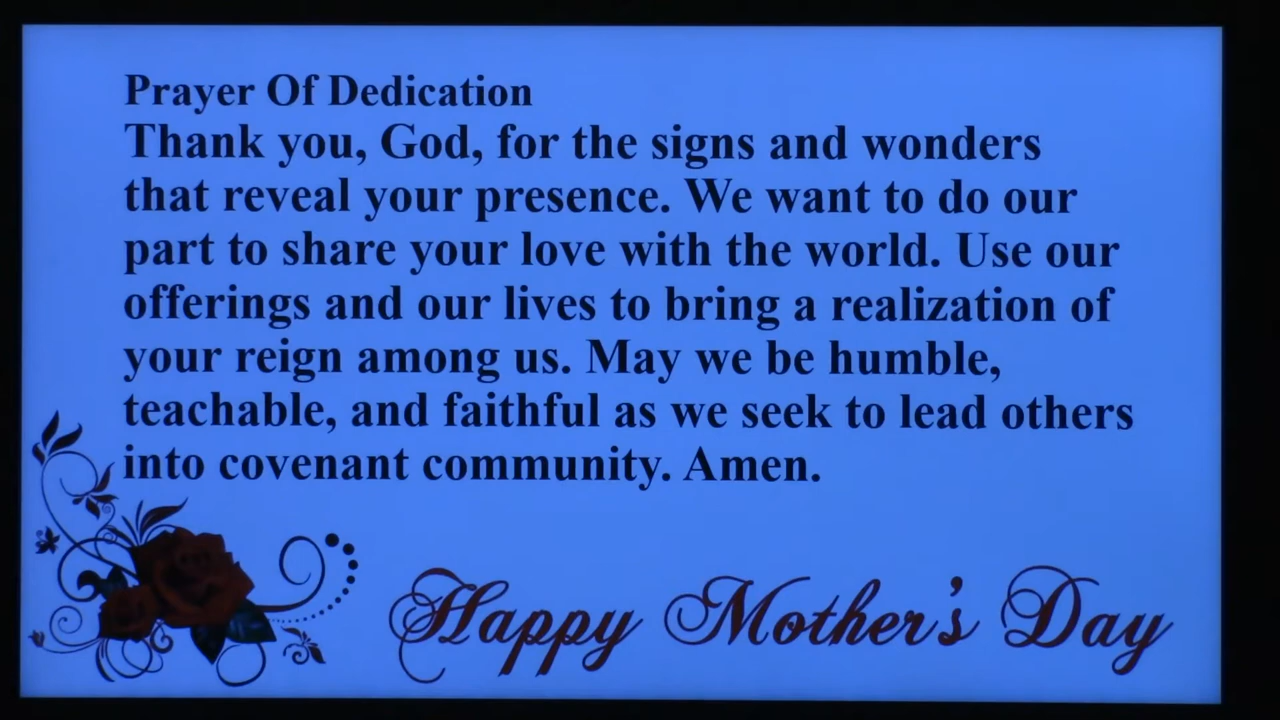 Prayer Of Dedication
Thank you, God, for the signs and wonders
that reveal your presence. We want to do our
part to share your love with the world. Use our
offerings and our lives to bring a realization of
your reign among us. May we be humble,
teachable, and faithful as we seek to lead others
into covenant community. Amen.
Happy Mother's Day